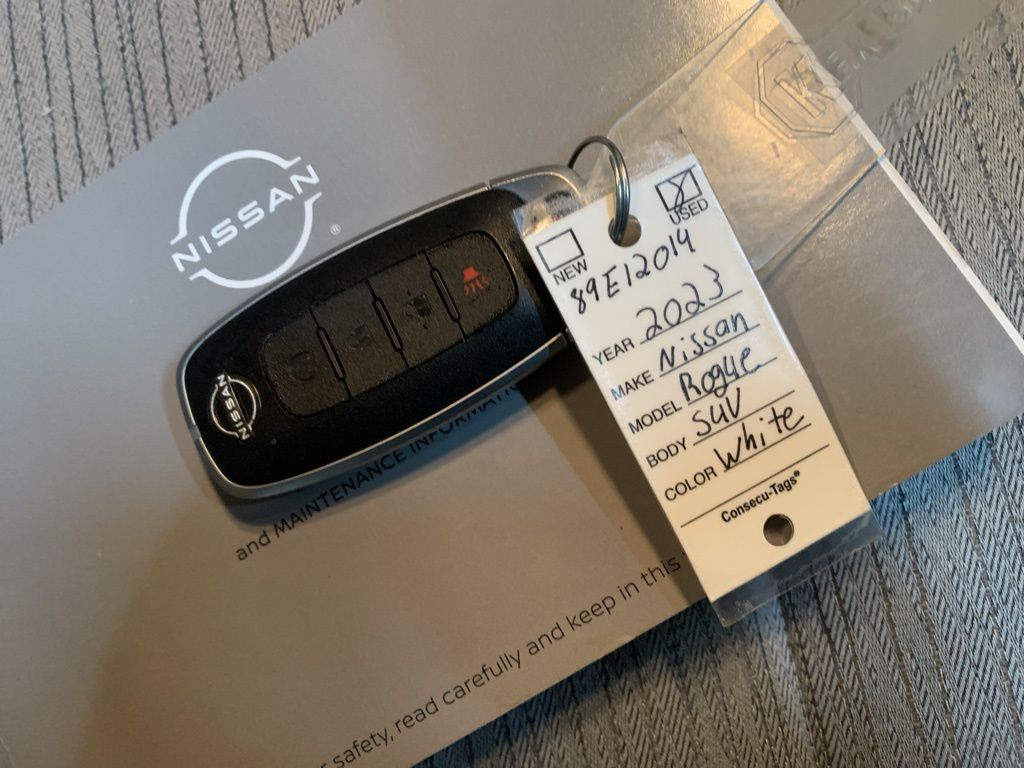 NISSAN
®
NISSAN
and MAINTENANCE INFORMATI
safety, read carefully and keep in this
USED
NEW
89E12014
YEAR 2023
MAKE Nissan
MODEL Rogue
BODY SUV
COLOR White
Consecu-Tags®